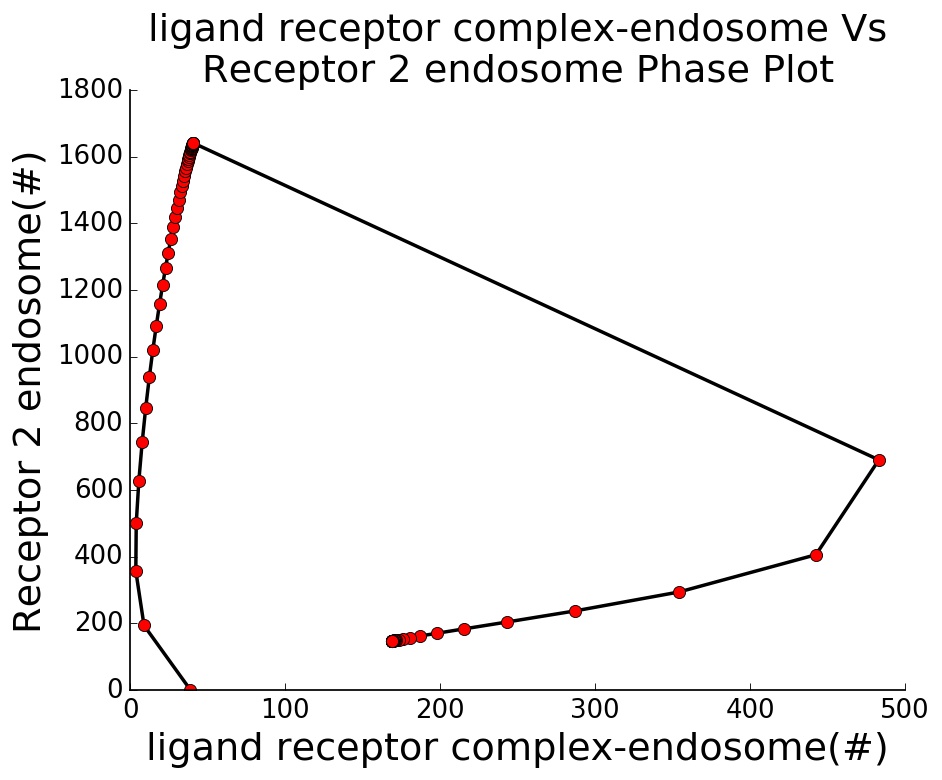 ligand receptor complex-endosome Vs
Receptor 2 endosome Phase Plot
Receptor 2 endosome(#)
1800
1600
1400
1200
1000
800
600
400
200
0
0 100 200 300 400 500
ligand receptor complex-endosome(#)